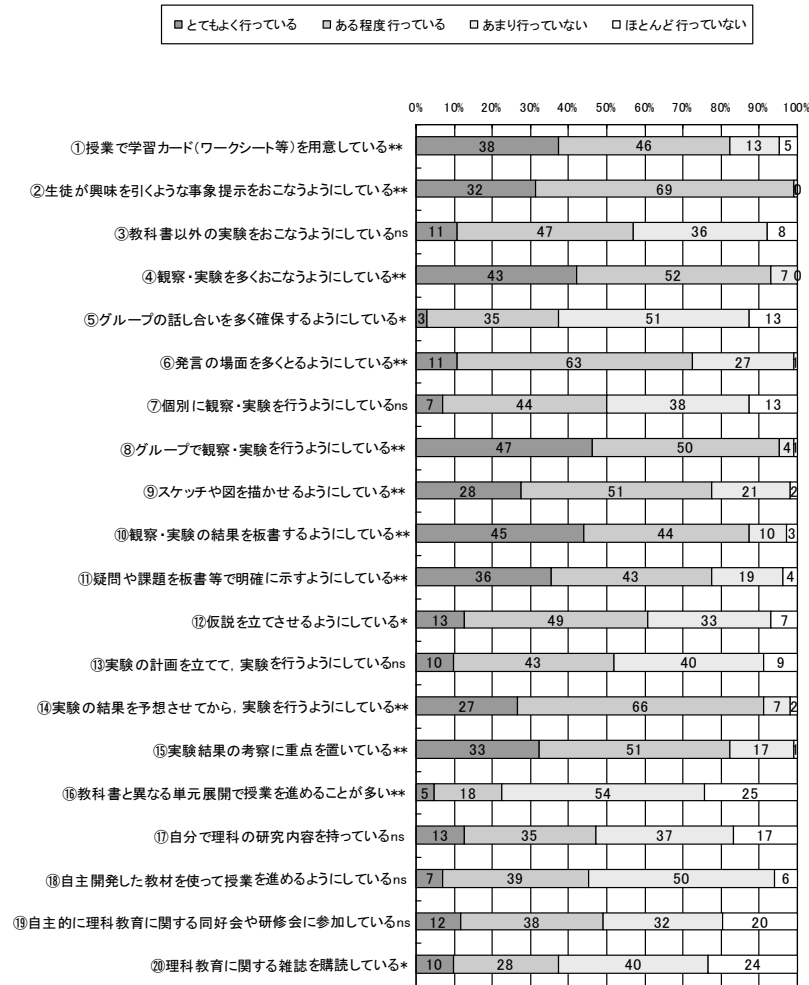 ■とてもよく行っている □ある程度行っている □あまり行っていない □ほとんど行っていない
0% 10% 20% 30% 40% 50% 60% 70% 80% 90% 100%
①授業で学習カード(ワークシート等)を用意している** 38 46 13 5
②生徒が興味を引くような事象提示をおこなうようにしている** 32 69 0
③教科書以外の実験をおこなうようにしているns 11 47 36 8
④観察・実験を多くおこなうようにしている** 43 52 7 0
⑤グループの話し合いを多く確保するようにしている* 3 35 51 13
⑥発言の場面を多くとるようにしている** 11 63 27 1
⑦個別に観察・実験を行うようにしているns 7 44 38 13
⑧グループで観察・実験を行うようにしている** 47 50 4 1
⑨スケッチや図を描かせるようにしている** 28 51 21 2
⑩観察・実験の結果を板書するようにしている** 45 44 10 3
⑪疑問や課題を板書等で明確に示すようにしている** 36 43 19 4
⑫仮説を立てさせるようにしている* 13 49 33 7
⑬実験の計画を立てて,実験を行うようにしているns 10 43 40 9
⑭実験の結果を予想させてから,実験を行うようにしている** 27 66 7 2
⑮実験結果の考察に重点を置いている** 33 51 17 1
⑯教科書と異なる単元展開で授業を進めることが多い** 5 18 54 25
⑰自分で理科の研究内容を持っているns 13 35 37 17
⑱自主開発した教材を使って授業を進めるようにしているns 7 39 50 6
⑲自主的に理科教育に関する同好会や研修会に参加しているns 12 38 32 20
⑳理科教育に関する雑誌を購読している* 10 28 40 24